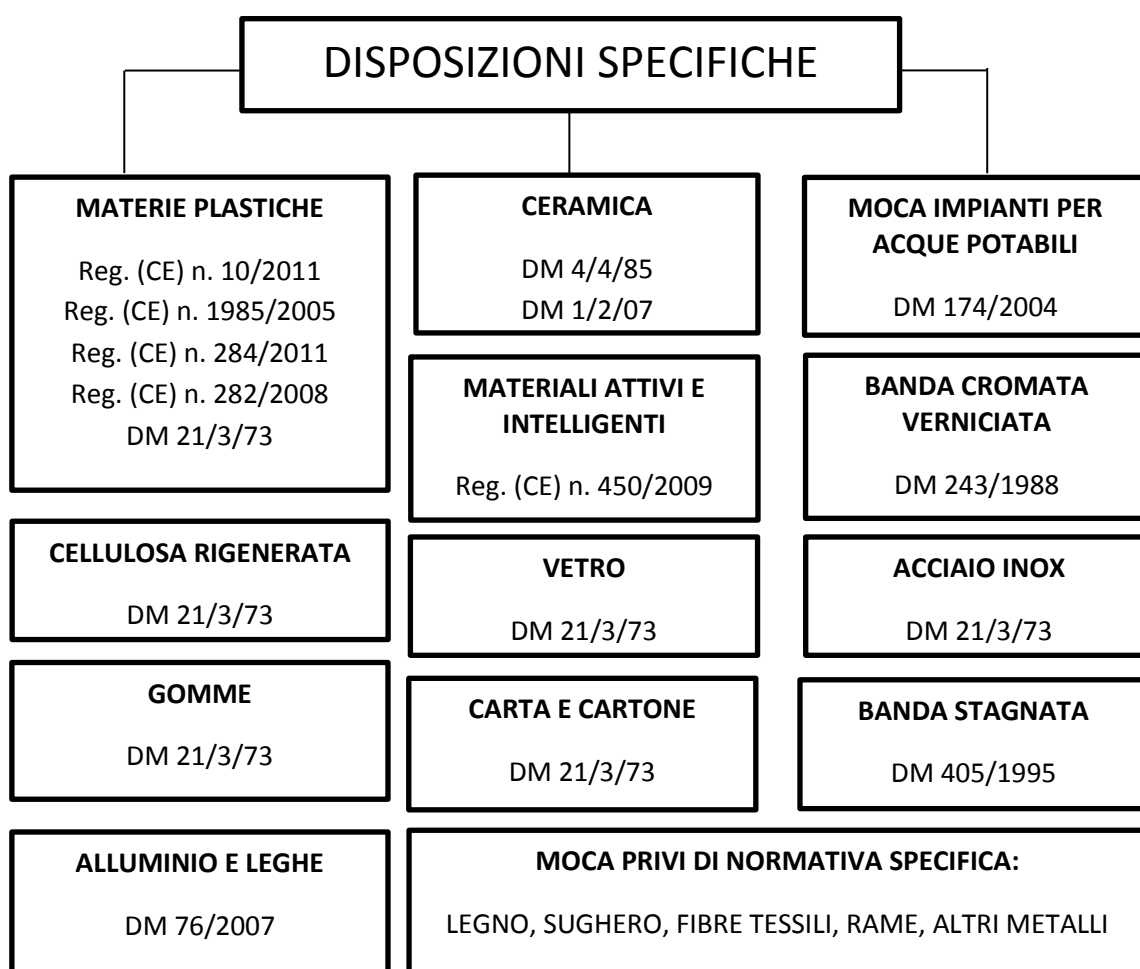 DISPOSIZIONI SPECIFICHE
MATERIE PLASTICHE
Reg. (CE) n. 10/2011
Reg. (CE) n. 1985/2005
Reg. (CE) n. 284/2011
Reg. (CE) n. 282/2008
DM 21/3/73
CERAMICA
DM 4/4/85
DM 1/2/07
MOCA IMPIANTI PER
ACQUE POTABILI
DM 174/2004
MATERIALI ATTIVI E
INTELLIGENTI
Reg. (CE) n. 450/2009
BANDA CROMATA
VERNICIATA
DM 243/1988
CELLULOSA RIGENERATA
DM 21/3/73
VETRO
DM 21/3/73
ACCIAIO INOX
DM 21/3/73
GOMME
DM 21/3/73
CARTA E CARTONE
DM 21/3/73
BANDA STAGNATA
DM 405/1995
ALLUMINIO E LEGHE
DM 76/2007
MOCA PRIVI DI NORMATIVA SPECIFICA:
LEGNO, SUGHERO, FIBRE TESSILI, RAME, ALTRI METALLI